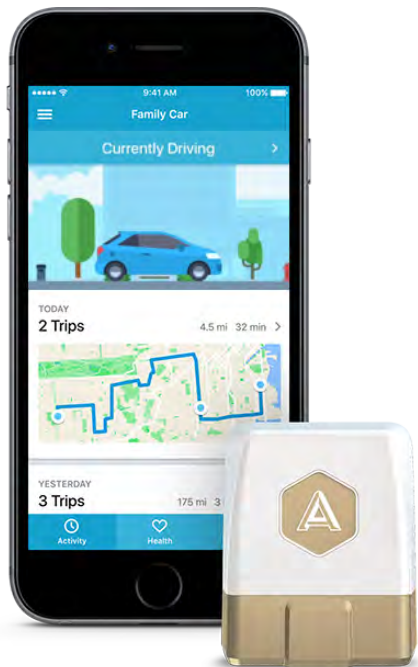 9:41 AM 100%
Family Car
Currently Driving
TODAY
2 Trips 4.5 mi 32 min
YESTERDAY
3 Trips 175 mi 3
Activity Health
A